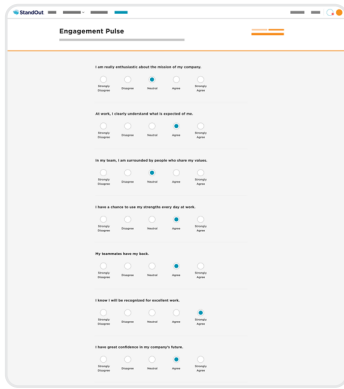 StandOut
Engagement Pulse
I am really enthusiastic about the mission of my company.
Strongly Disagree Disagree Neutral Agree Strongly Agree
At work, I clearly understand what is expected of me.
Strongly Disagree Disagree Neutral Agree Strongly Agree
In my team, I am surrounded by people who share my values.
Strongly Disagree Disagree Neutral Agree Strongly Agree
I have a chance to use my strengths every day at work.
Strongly Disagree Disagree Neutral Agree Strongly Agree
My teammates have my back.
Strongly Disagree Disagree Neutral Agree Strongly Agree
I know I will be recognized for excellent work.
Strongly Disagree Disagree Neutral Agree Strongly Agree
I have great confidence in my company's future.
Strongly Disagree Disagree Neutral Agree Strongly Agree